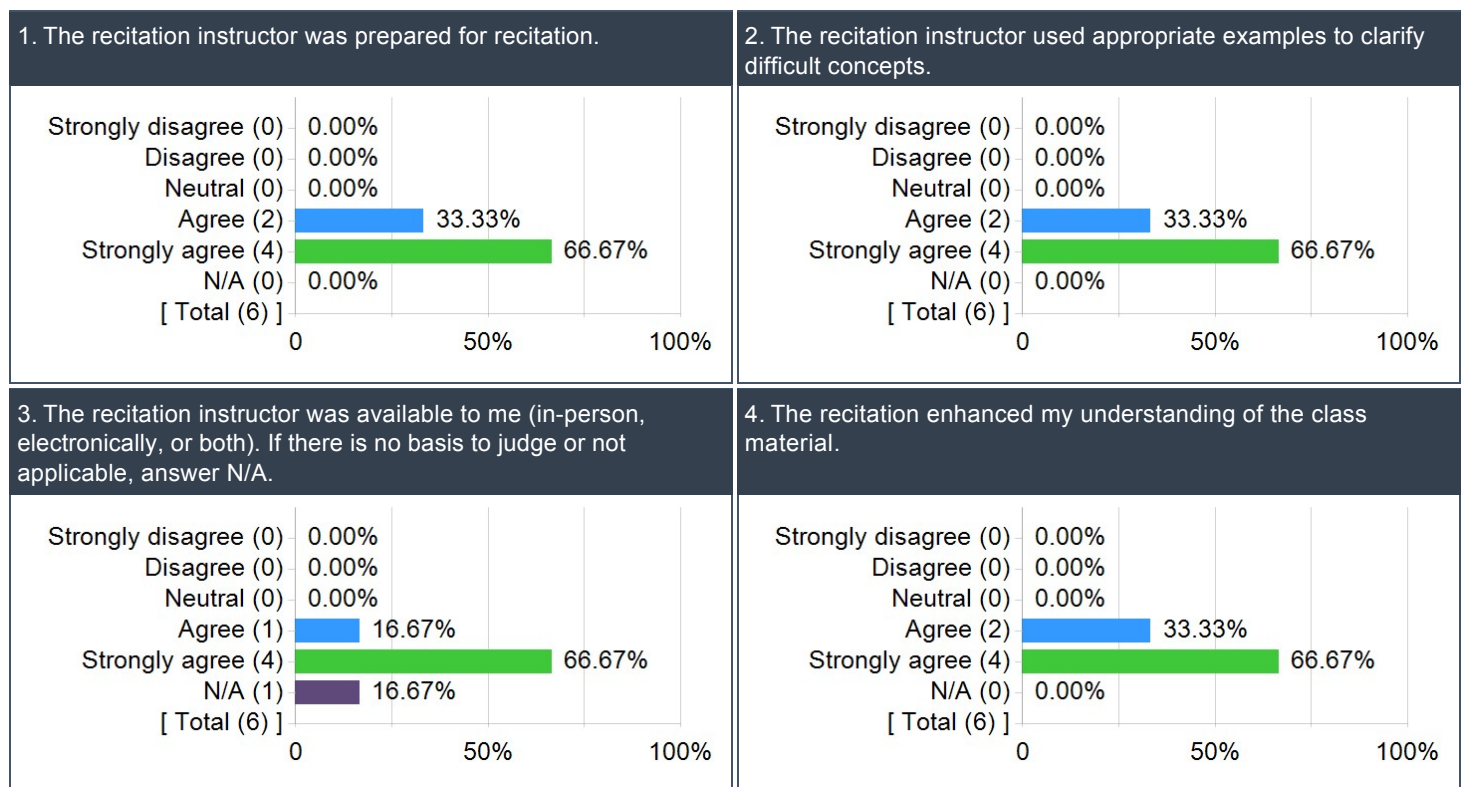 1. The recitation instructor was prepared for recitation.
Strongly disagree (0) 0.00%
Disagree (0) 0.00%
Neutral (0) 0.00%
Agree (2) 33.33%
Strongly agree (4) 66.67%
N/A (0) 0.00%
[ Total (6) ]
0 50% 100%
2. The recitation instructor used appropriate examples to clarify
difficult concepts.
Strongly disagree (0) 0.00%
Disagree (0) 0.00%
Neutral (0) 0.00%
Agree (2) 33.33%
Strongly agree (4) 66.67%
N/A (0) 0.00%
[ Total (6) ]
0 50% 100%
3. The recitation instructor was available to me (in-person,
electronically, or both). If there is no basis to judge or not
applicable, answer N/A.
Strongly disagree (0) 0.00%
Disagree (0) 0.00%
Neutral (0) 0.00%
Agree (1) 16.67%
Strongly agree (4) 66.67%
N/A (1) 16.67%
[ Total (6) ]
0 50% 100%
4. The recitation enhanced my understanding of the class
material.
Strongly disagree (0) 0.00%
Disagree (0) 0.00%
Neutral (0) 0.00%
Agree (2) 33.33%
Strongly agree (4) 66.67%
N/A (0) 0.00%
[ Total (6) ]
0 50% 100%